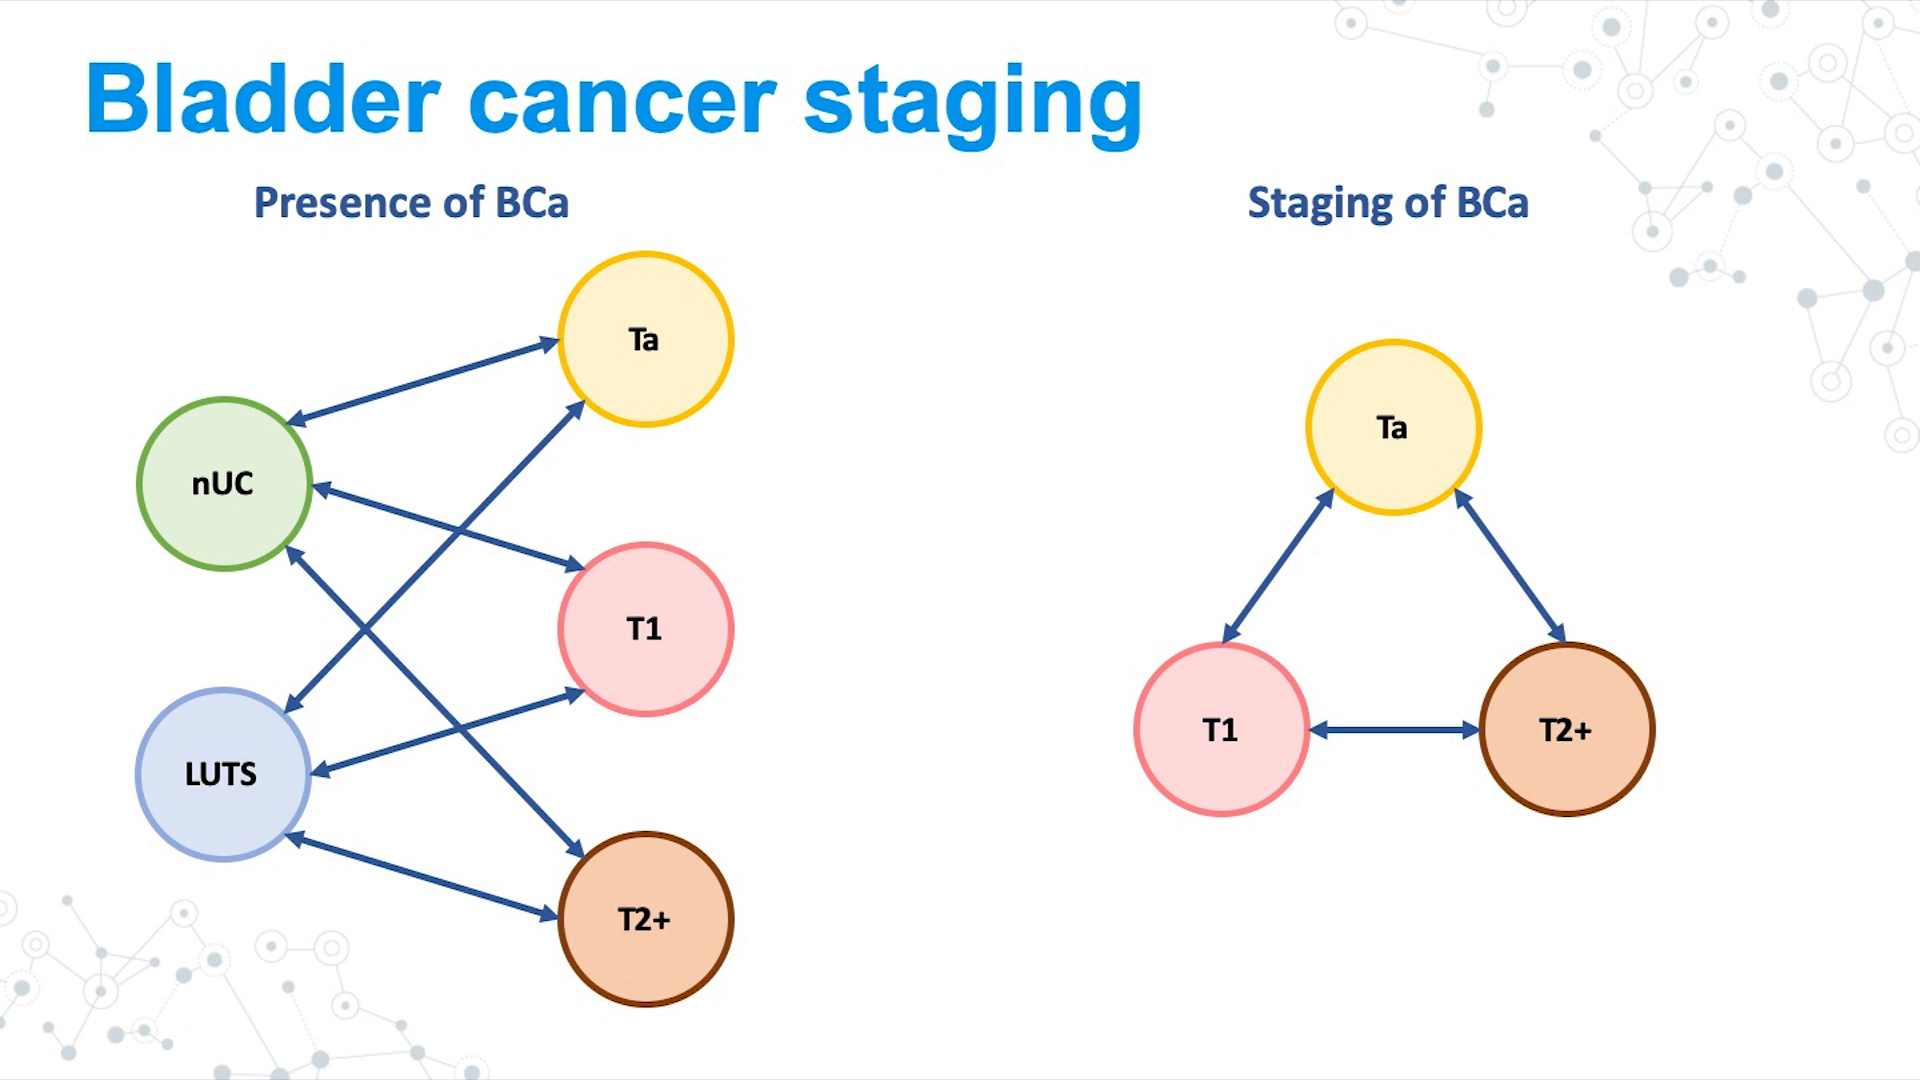 Bladder cancer staging
Presence of BCa
Staging of BCa
Ta
nUC
T1
LUTS
T2+
Ta
T1
T2+